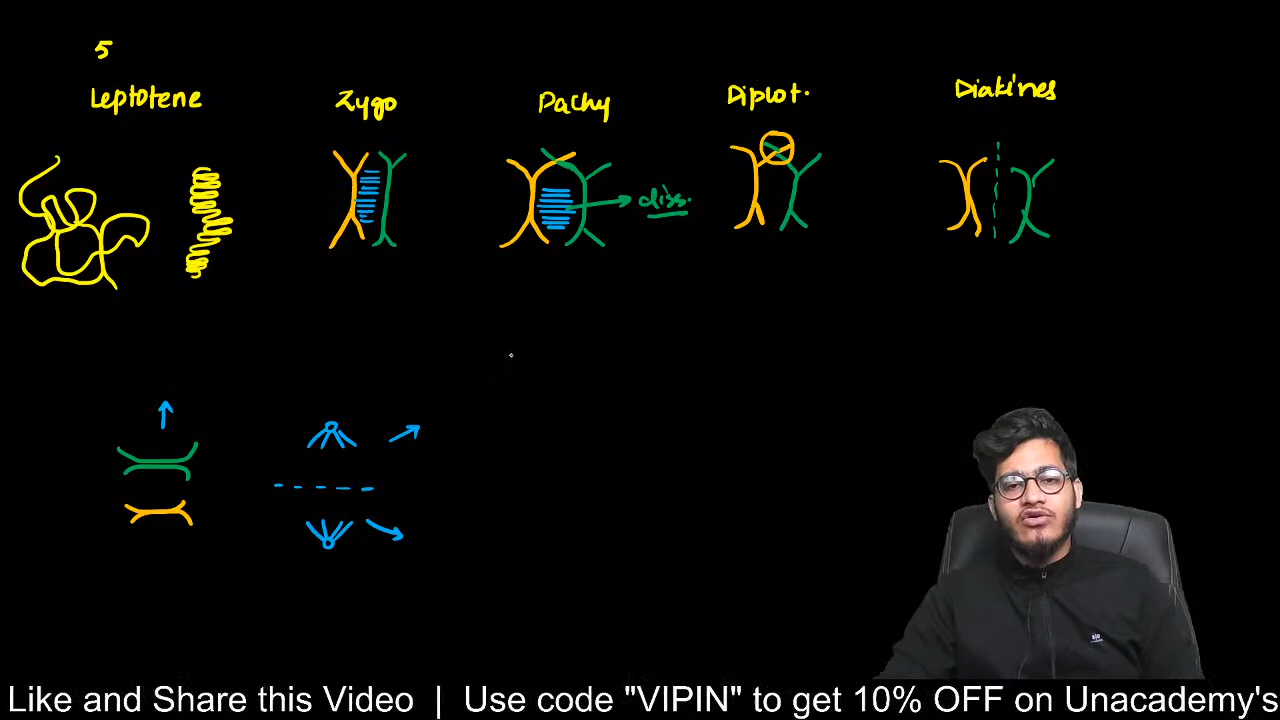 5
Leptotene
Zygo
Pachy
Diplot.
Diakines
diss.
Like and Share this Video | Use code "VIPIN" to get 10% OFF on Unacademy's